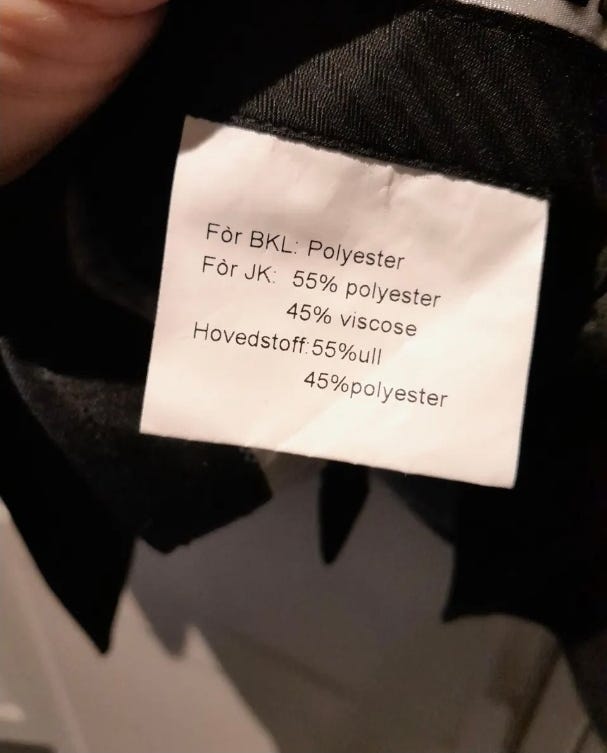 Fòr BKL: Polyester
Fòr JK: 55% polyester
45% viscose
Hovedstoff:55%ull
45%polyester